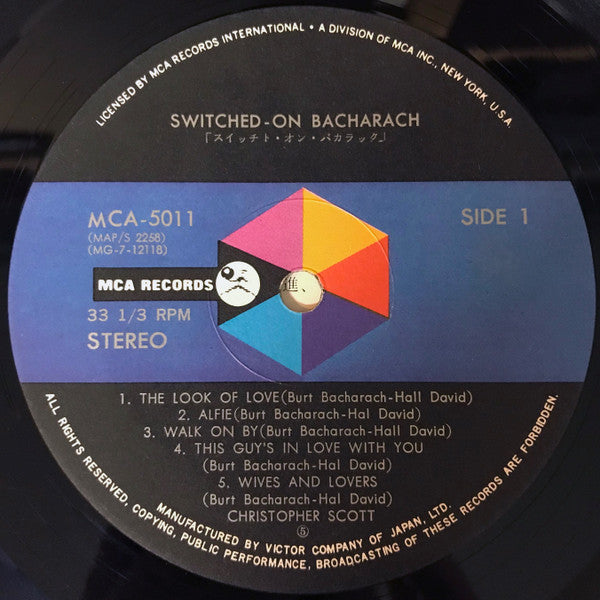 LICENSED BY MCA RECORDS INTERNATIONAL • A DIVISION OF MCA INC., NEW YORK, U.S.A.
SWITCHED-ON BACHARACH
「スイッチト・オン・バカラック」
MCA-5011
SIDE 1
(MAP/S 2258)
(MG-7-12118)
MCA RECORDS
進、
33 1/3 RPM
STEREO
1. THE LOOK OF LOVE(Burt Bacharach-Hall David)
2. ALFIE(Burt Bacharach-Hal David)
3. WALK ON BY(Burt Bacharach-Hall David)
4. THIS GUY'S IN LOVE WITH YOU
(Burt Bacharach-Hal David)
5. WIVES AND LOVERS
(Burt Bacharach-Hal David)
CHRISTOPHER SCOTT
⑤
MANUFACTURED BY VICTOR COMPANY OF JAPAN, LTD.
ALL RIGHTS RESERVED, COPYING, PUBLIC PERFORMANCE, BROADCASTING OF THESE RECORDS ARE FORBIDDEN.